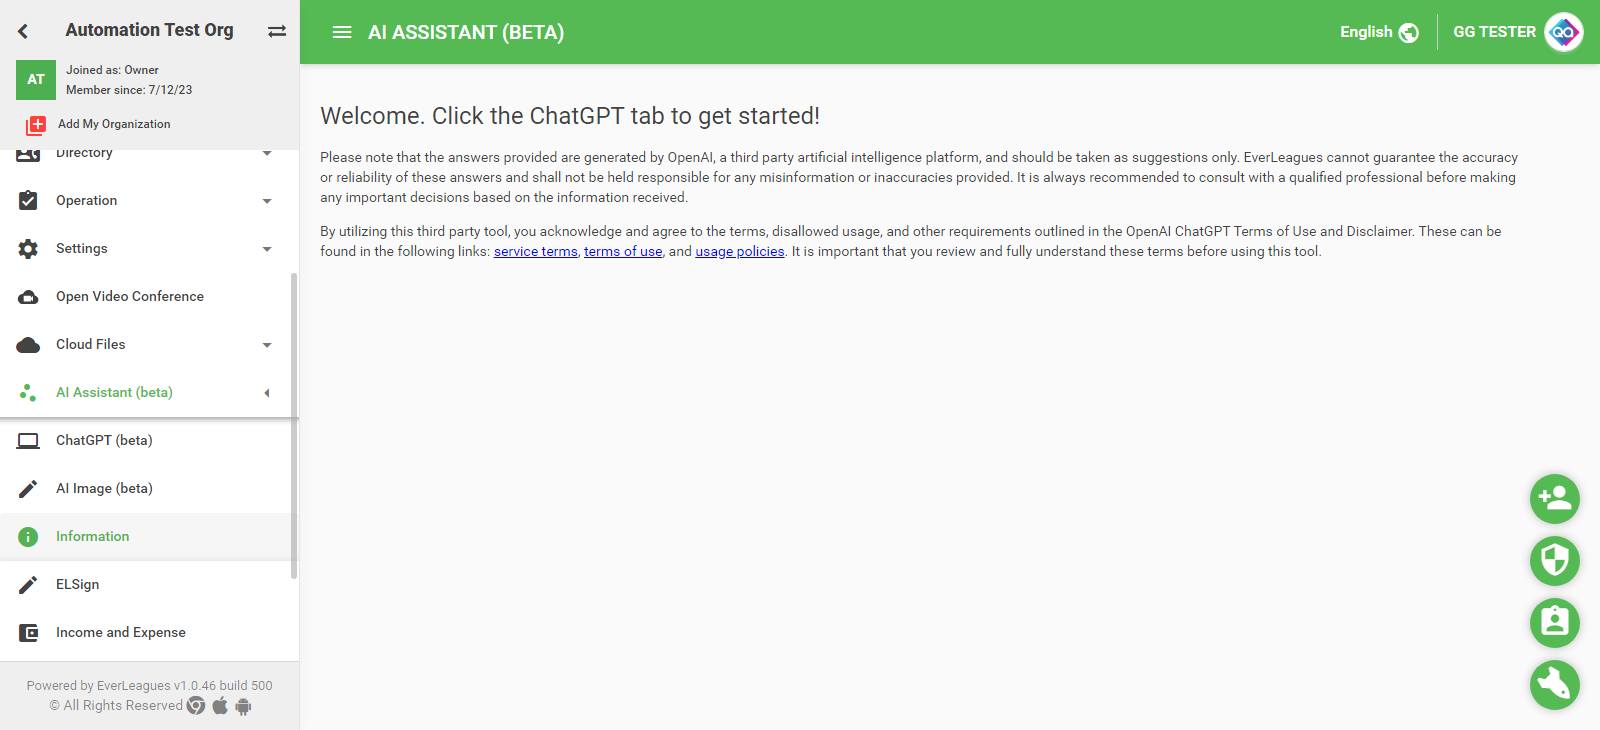 Automation Test Org
AT
Joined as: Owner
Member since: 7/12/23
Add My Organization
Directory
Operation
Settings
Open Video Conference
Cloud Files
AI Assistant (beta)
ChatGPT (beta)
AI Image (beta)
Information
ELSign
Income and Expense
Powered by EverLeagues v1.0.46 build 500
© All Rights Reserved
AI ASSISTANT (BETA)
English
GG TESTER
QA
Welcome. Click the ChatGPT tab to get started!
Please note that the answers provided are generated by OpenAI, a third party artificial intelligence platform, and should be taken as suggestions only. EverLeagues cannot guarantee the accuracy
or reliability of these answers and shall not be held responsible for any misinformation or inaccuracies provided. It is always recommended to consult with a qualified professional before making
any important decisions based on the information received.
By utilizing this third party tool, you acknowledge and agree to the terms, disallowed usage, and other requirements outlined in the OpenAI ChatGPT Terms of Use and Disclaimer. These can be
found in the following links: service terms, terms of use, and usage policies. It is important that you review and fully understand these terms before using this tool.